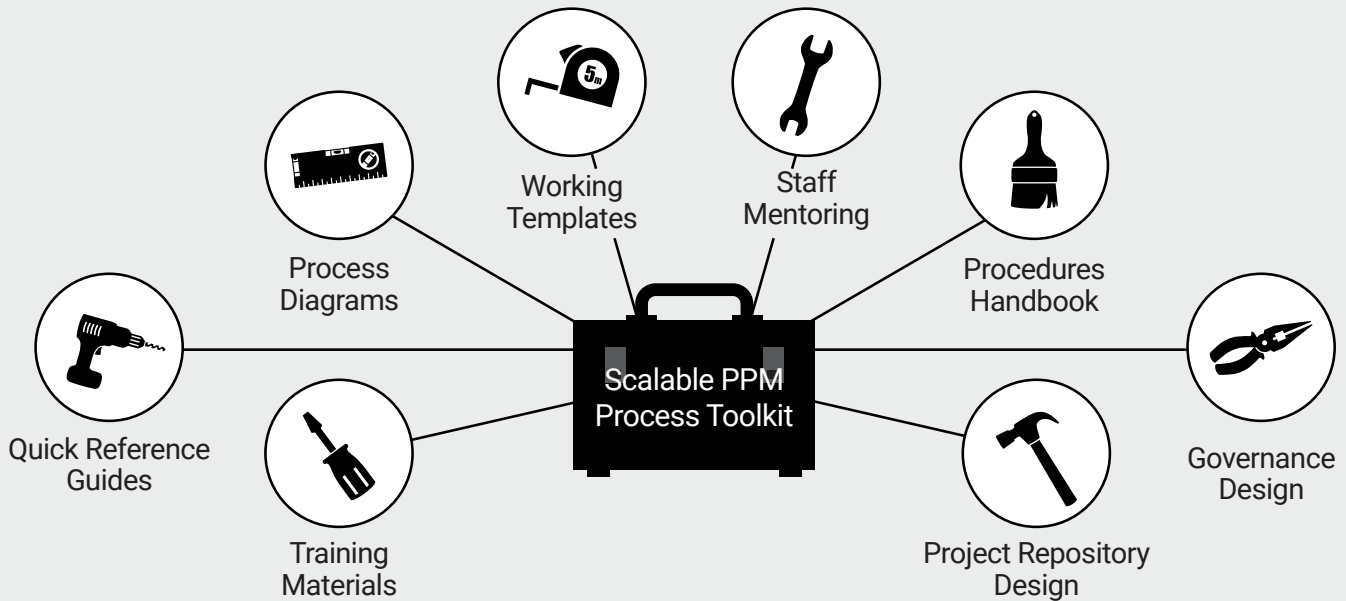 5m
Working
Templates
Staff
Mentoring
Process
Diagrams
Procedures
Handbook
Scalable PPM
Process Toolkit
Quick Reference
Guides
Governance
Design
Training
Materials
Project Repository
Design